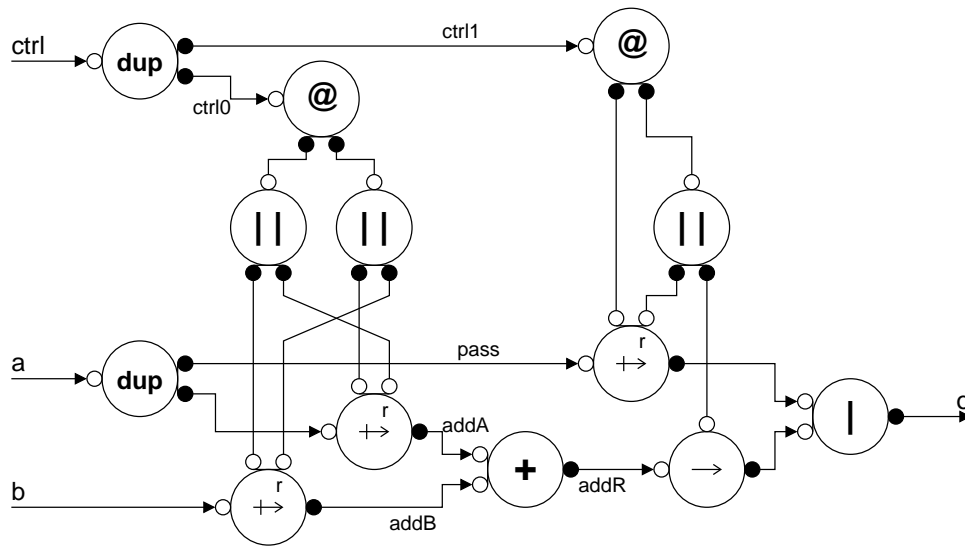 ctrl
dup
ctrl1
@
ctrl0
@
| |
| |
| |
a
dup
pass
r
r
addA
|
b
r
addB
+
addR